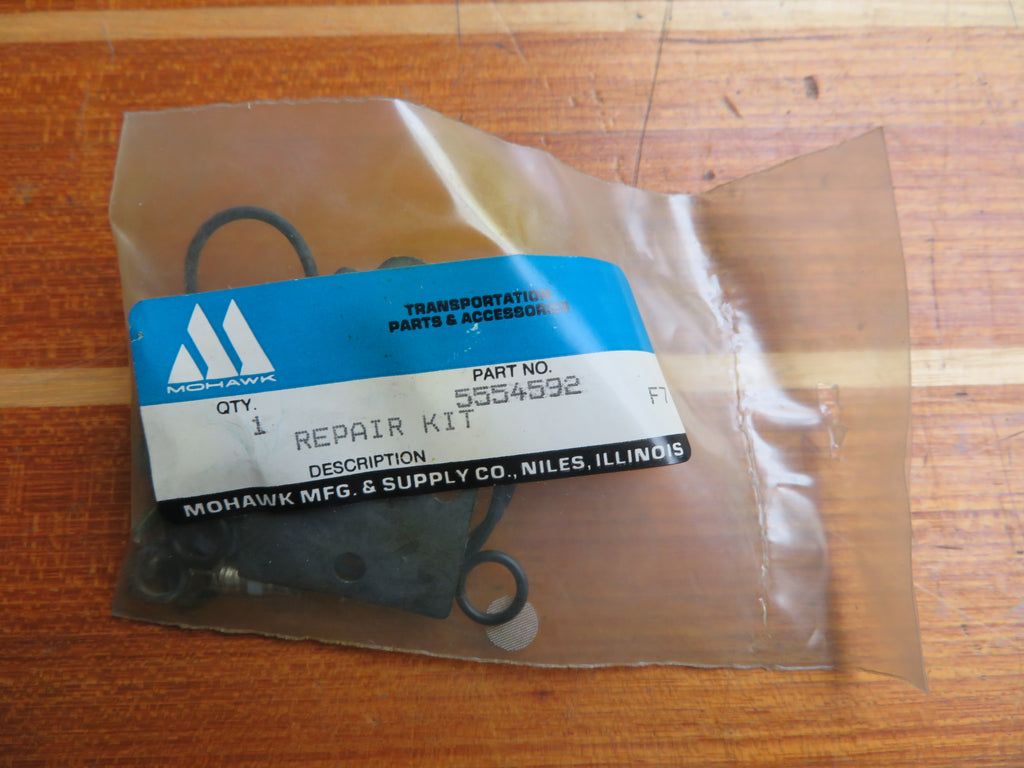 TRANSPORTATION
PARTS & ACCESSORIES
MOHAWK
QTY.
PART NO.
1
5554592
F7
REPAIR KIT
DESCRIPTION
MOHAWK MFG. & SUPPLY CO., NILES, ILLINOIS